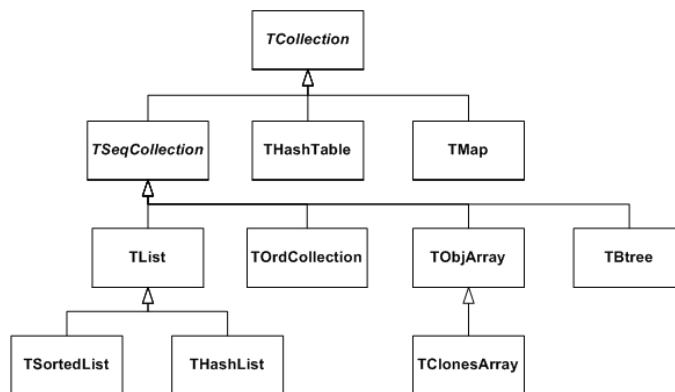 TCollection
TSeqCollection
THashTable
TMap
TList
TOrdCollection
TObjArray
TBtree
TSortedList
THashList
TClonesArray